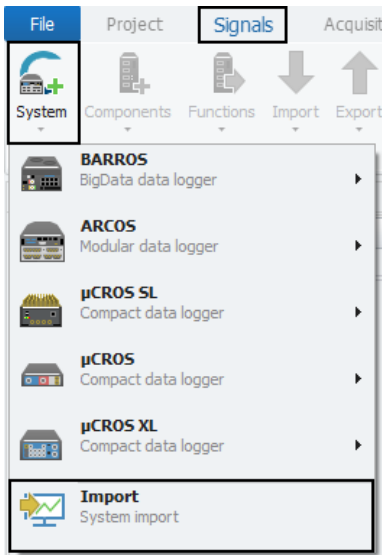 File Project Signals Acquisit
System Components Functions Import Export
BARROS
BigData data logger
ARCOS
Modular data logger
µCROS SL
Compact data logger
µCROS
Compact data logger
µCROS XL
Compact data logger
Import
System import